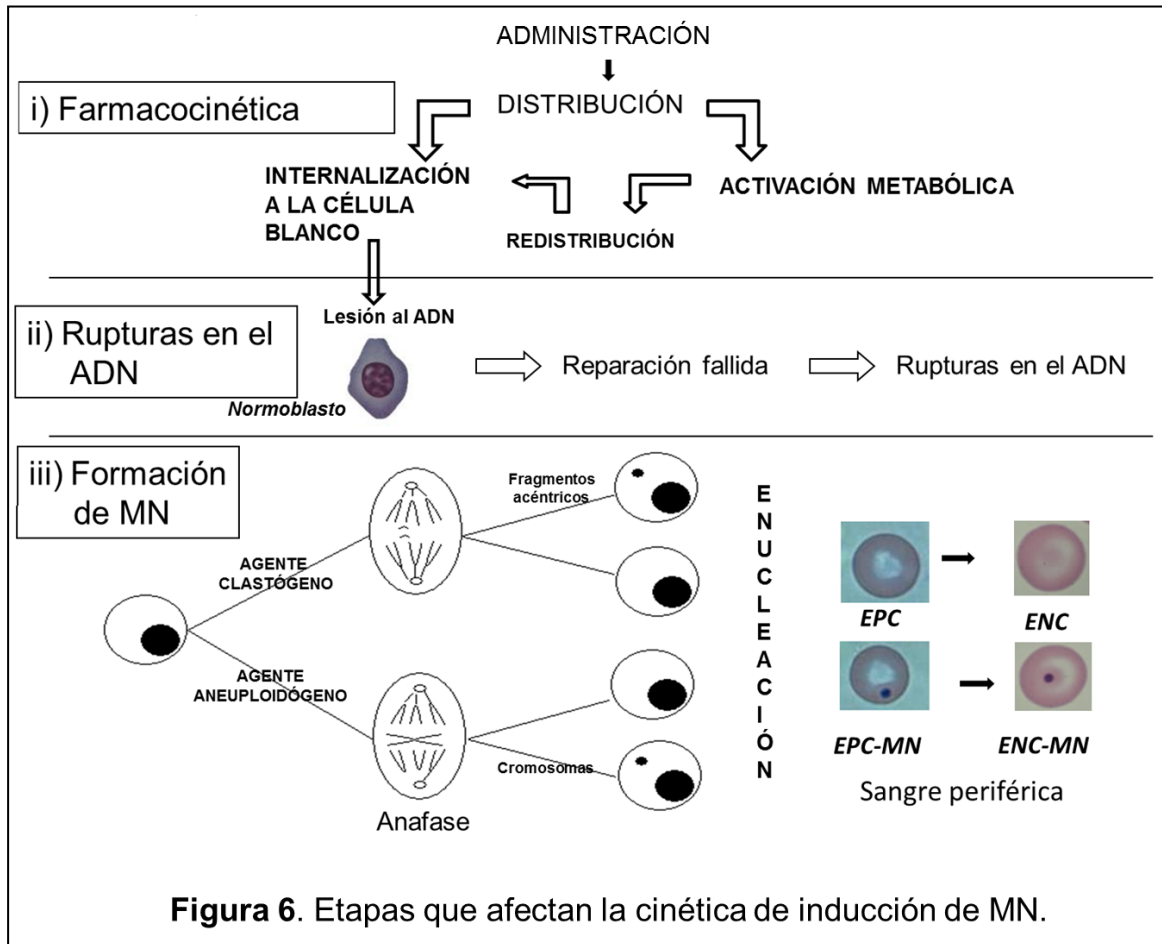 ADMINISTRACIÓN
i) Farmacocinética
DISTRIBUCIÓN
INTERNALIZACIÓN
A LA CÉLULA
BLANCO
ACTIVACIÓN METABÓLICA
REDISTRIBUCIÓN
ii) Rupturas en el
ADN
Lesión al ADN
Normoblasto
Reparación fallida
Rupturas en el ADN
iii) Formación
de MN
AGENTE
CLASTÓGENO
AGENTE
ANEUPLOIDÓGENO
Fragmentos
acéntricos
Cromosomas
Anafase
E
N
U
C
L
E
A
C
I
Ó
N
EPC
ENC
EPC-MN
ENC-MN
Sangre periférica
Figura 6. Etapas que afectan la cinética de inducción de MN.